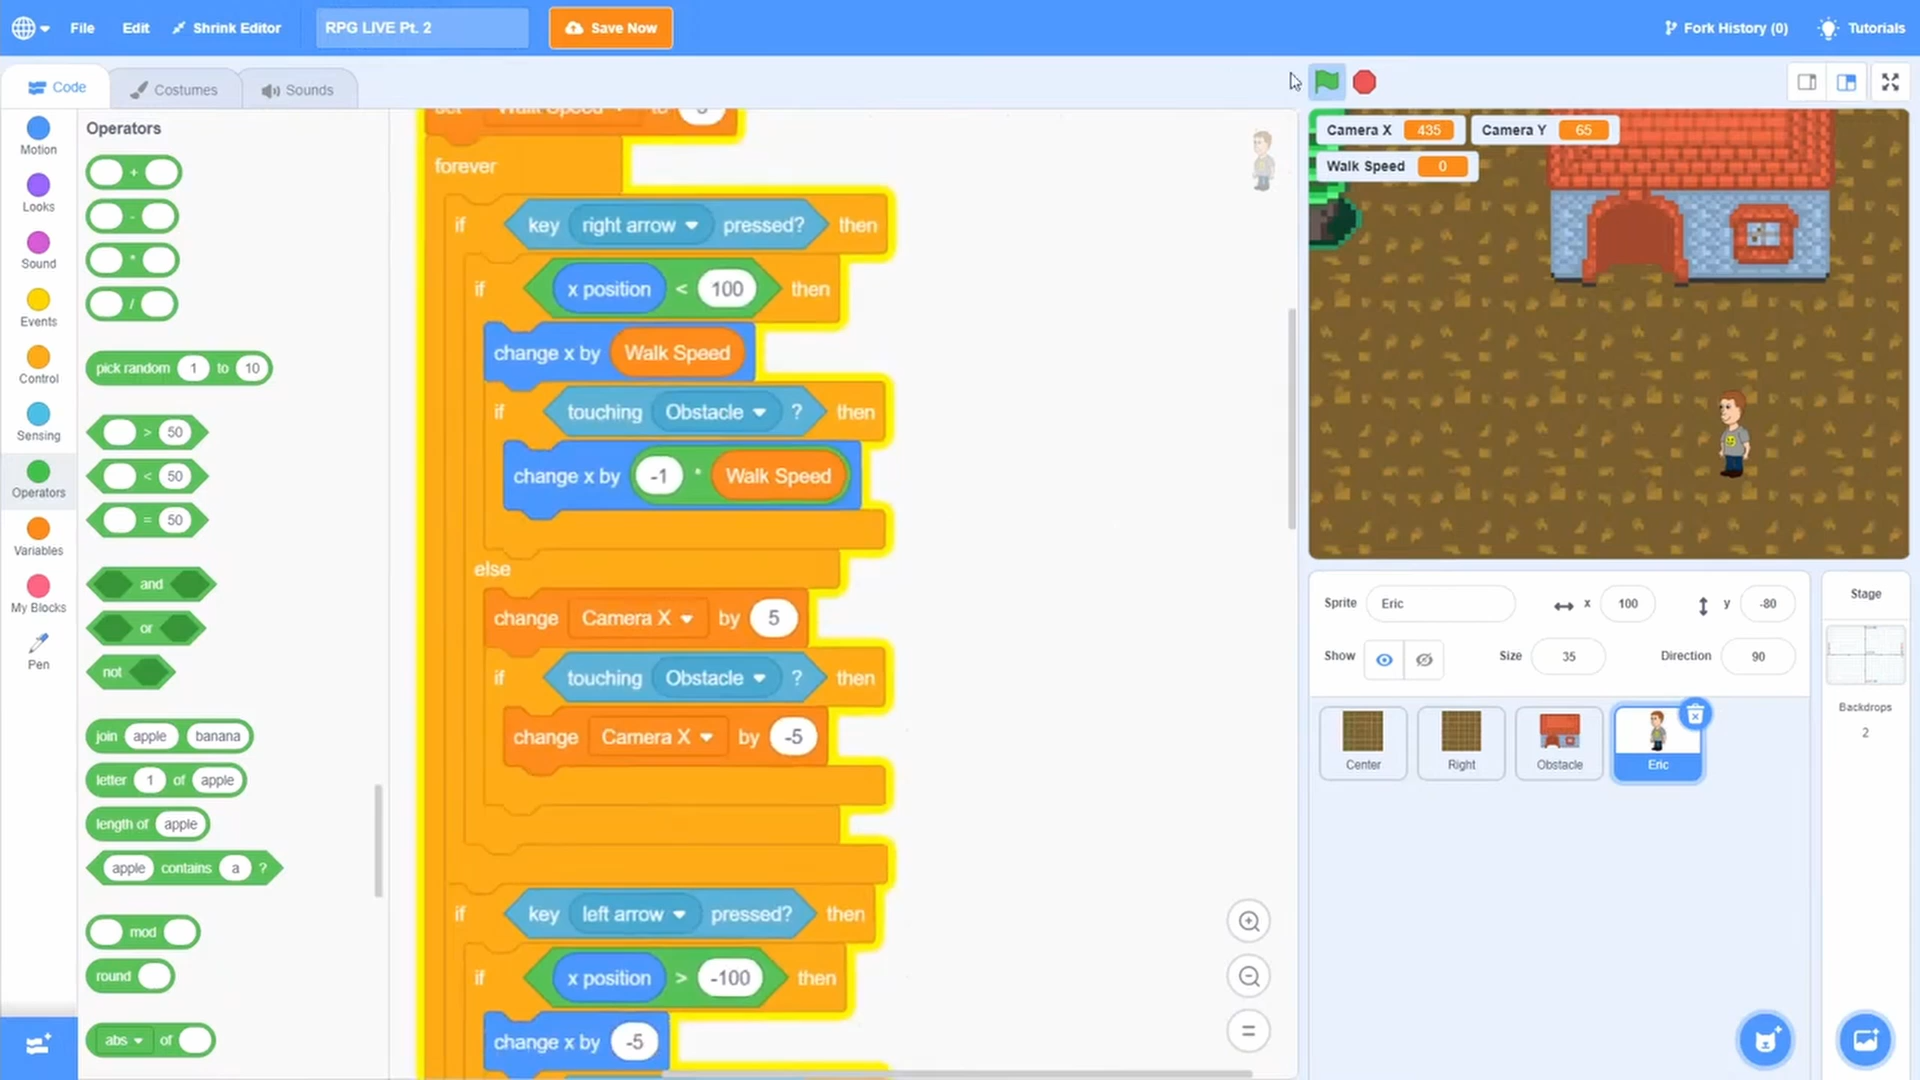 File Edit Shrink Editor RPG LIVE Pt. 2 Save Now Fork History (0) Tutorials
Code Costumes Sounds
Motion
Looks
Sound
Events
Control
Sensing
Operators
Variables
My Blocks
Pen
Operators
+
-
*
/
pick random 1 to 10
> 50
< 50
= 50
and
or
not
join apple banana
letter 1 of apple
length of apple
apple contains a ?
mod
round
abs of
set Walk Speed to
forever
if key right arrow pressed? then
if x position < 100 then
change x by Walk Speed
if touching Obstacle ? then
change x by -1 * Walk Speed
else
change Camera X by 5
if touching Obstacle ? then
change Camera X by -5
if key left arrow pressed? then
if x position > -100 then
change x by -5
Camera X 435 Camera Y 65
Walk Speed 0
Sprite Eric x 100 y -80
Show Size 35 Direction 90
Center Right Obstacle Eric
Stage
Backdrops
2